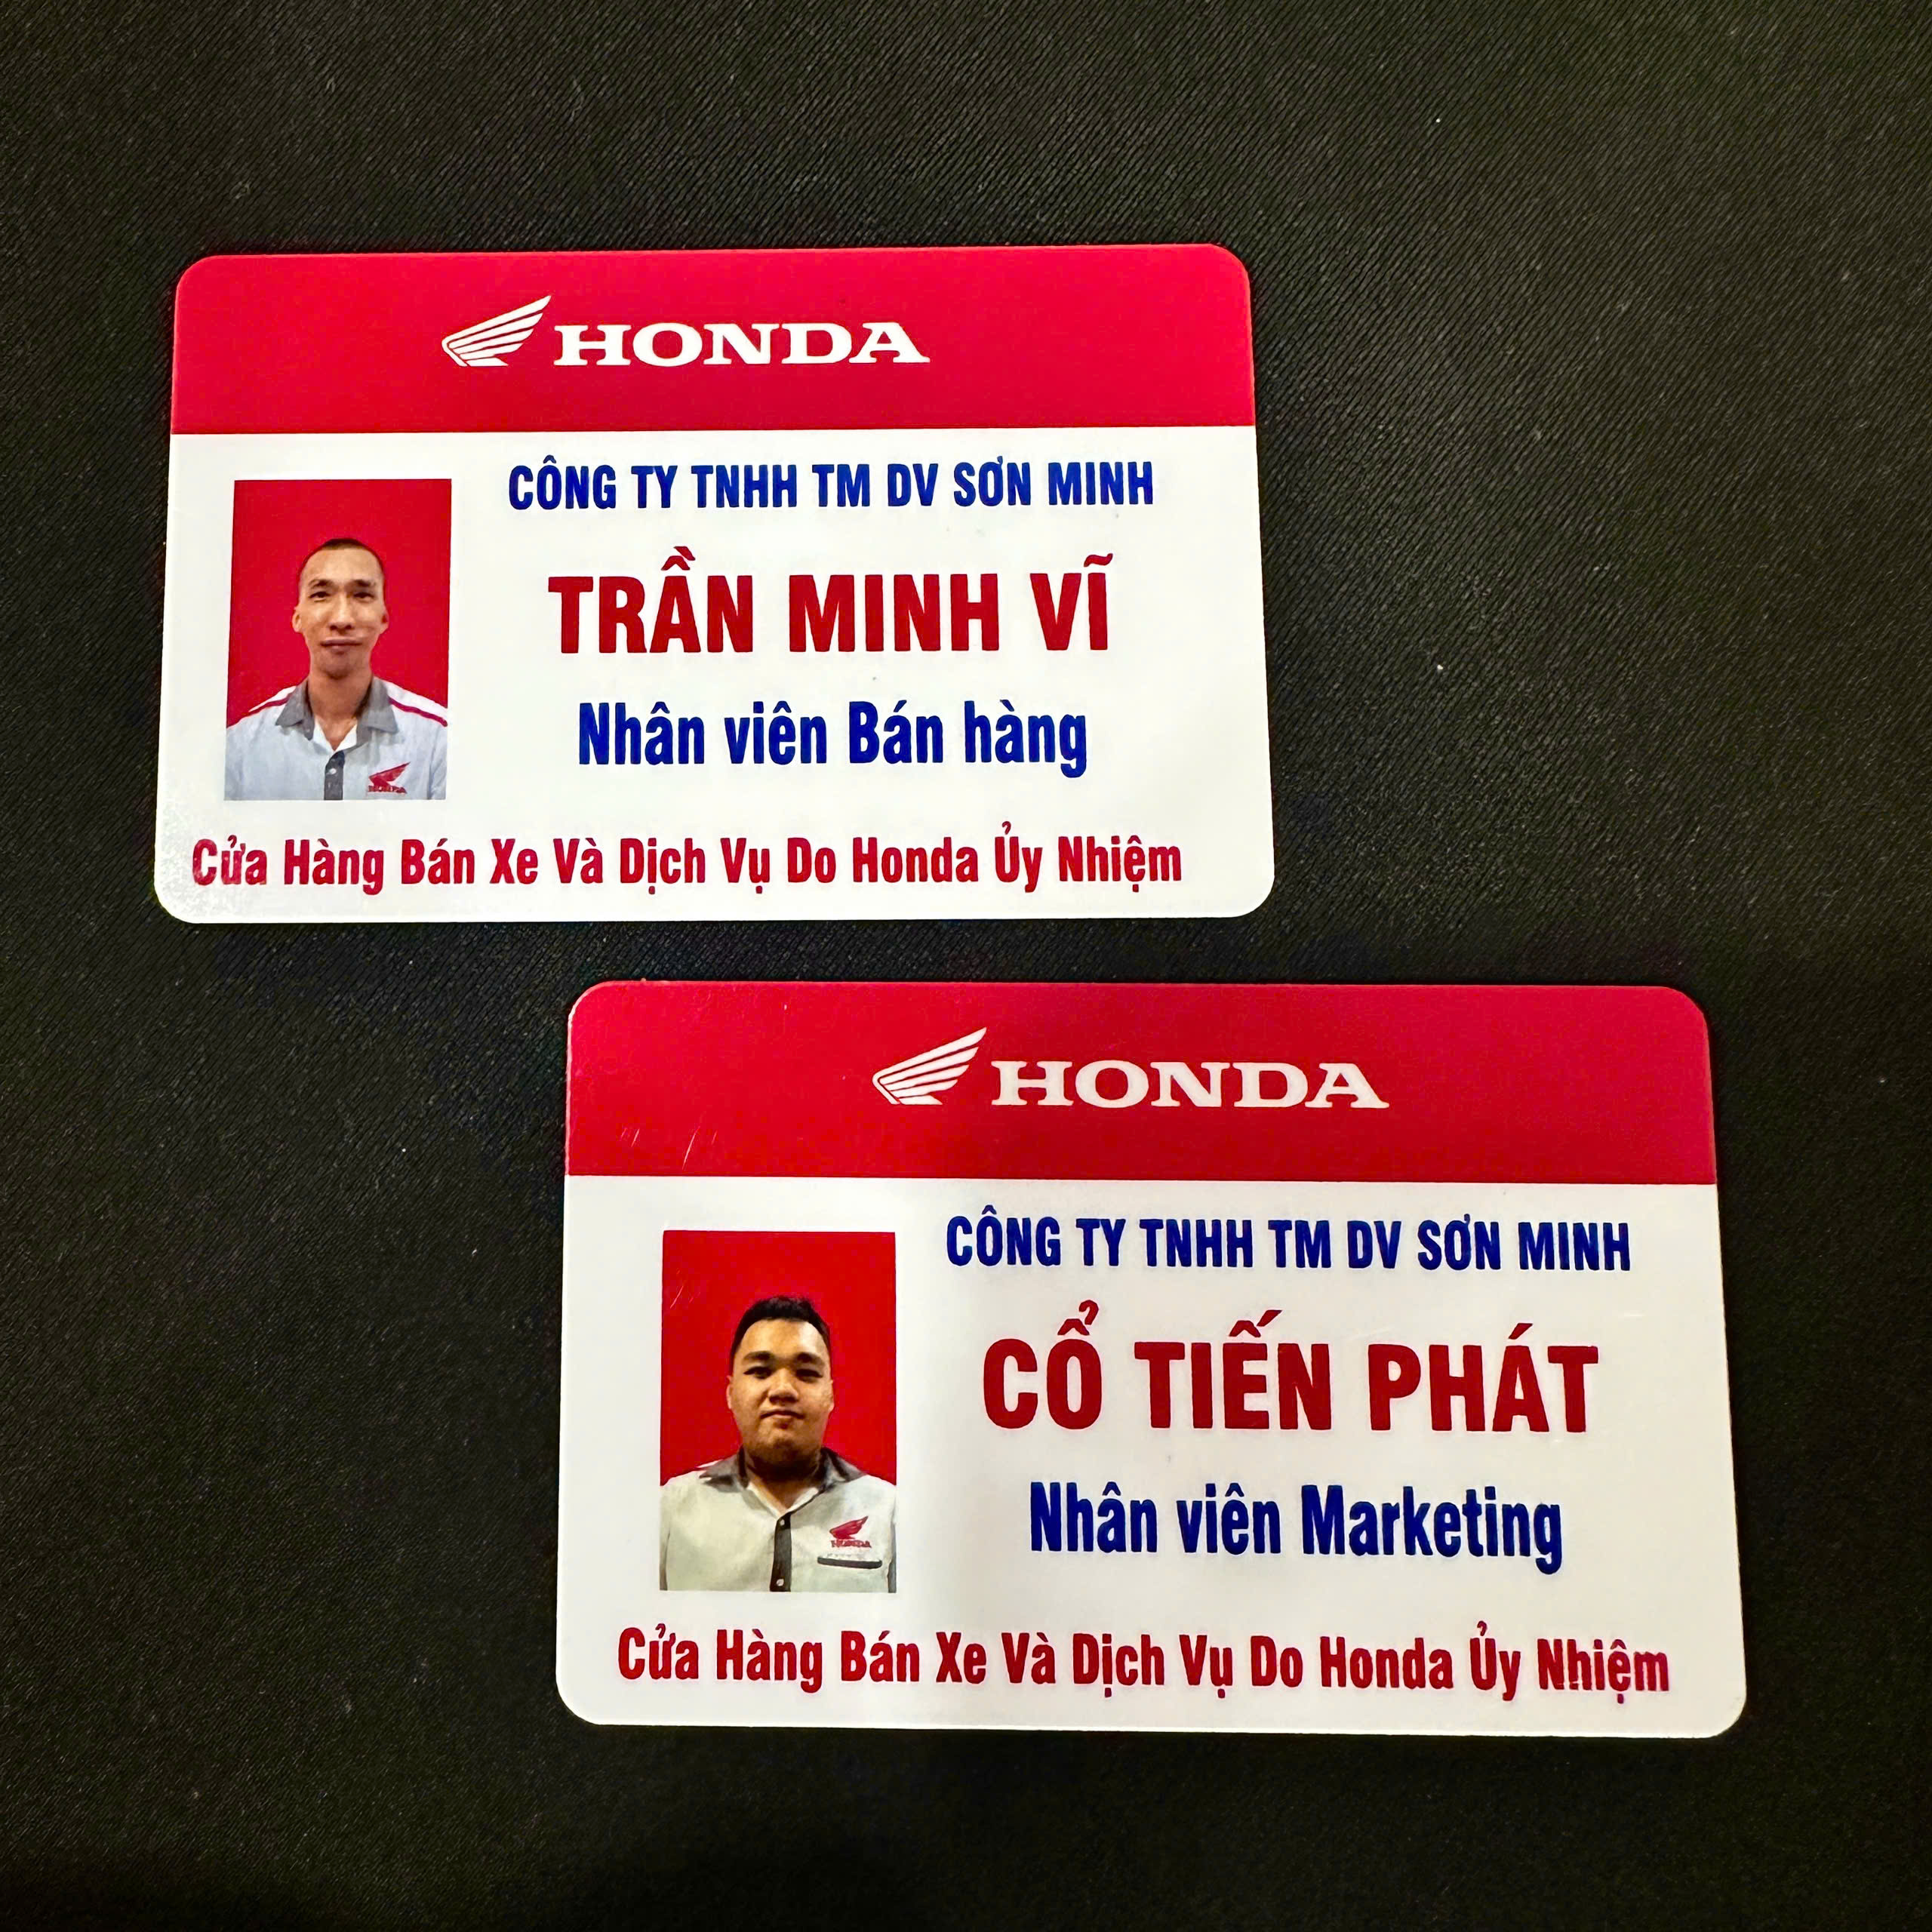 HONDA
CÔNG TY TNHH TM DV SƠN MINH
TRẦN MINH VĨ
Nhân viên Bán hàng
HONDA
Cửa Hàng Bán Xe Và Dịch Vụ Do Honda Ủy Nhiệm
HONDA
CÔNG TY TNHH TM DV SƠN MINH
CỔ TIẾN PHÁT
Nhân viên Marketing
HONDA
Cửa Hàng Bán Xe Và Dịch Vụ Do Honda Ủy Nhiệm